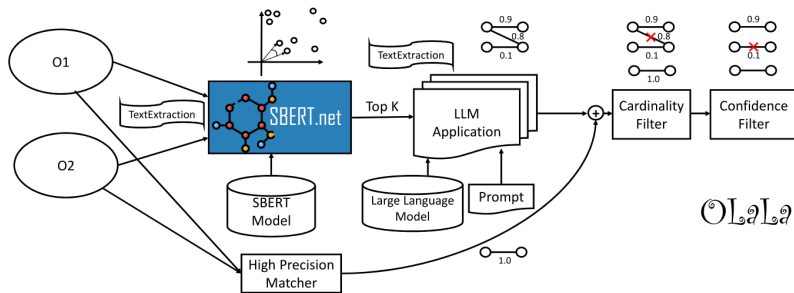 O1
O2
TextExtraction
SBERT.net
SBERT
Model
Top K
TextExtraction
0.9
0.8
0.1
LLM
Application
Large Language
Model
Prompt
High Precision
Matcher
1.0
+
0.9
0.8
0.1
1.0
Cardinality
Filter
0.9
0.1
1.0
Confidence
Filter
OLaLa